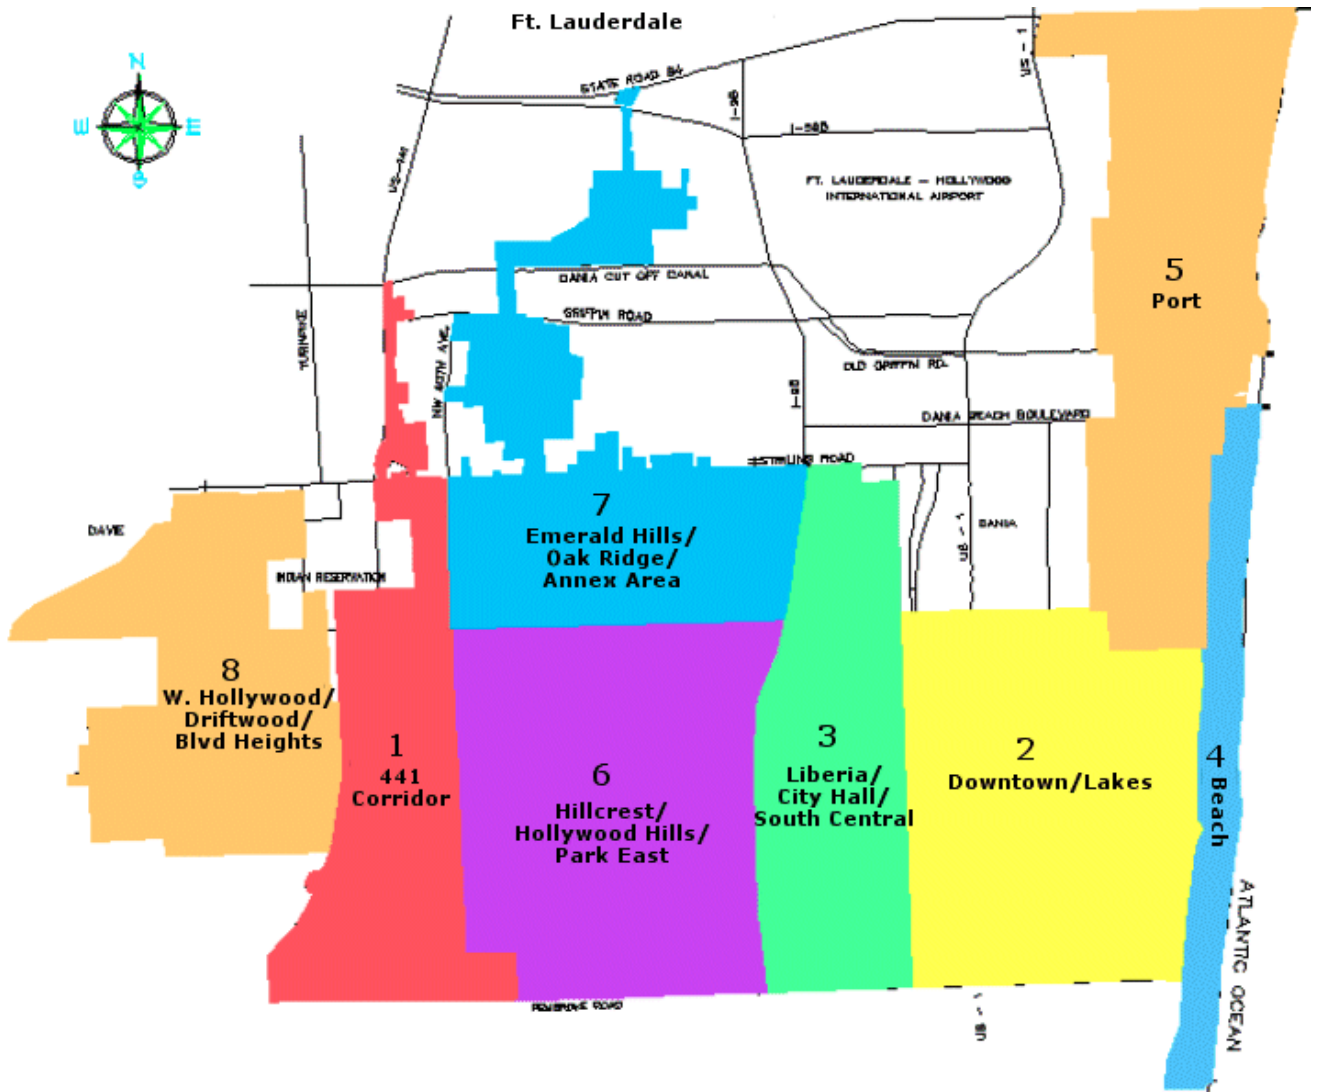 Ft. Lauderdale
N
STATE ROAD 84
US-1
I-95
I-595
US-441
FT. LAUDERDALE - HOLLYWOOD
INTERNATIONAL AIRPORT
E
S
5
Port
DANIA CUT OFF CANAL
GRIFFIN ROAD
TURNPIKE
NW 60TH AVE.
OLD GRIFFIN RD.
I-95
DANIA BEACH BOULEVARD
STIRLING ROAD
DAVIE
7
Emerald Hills/
Oak Ridge/
Annex Area
US-1
DANIA
INDIAN RESERVATION
8
W. Hollywood/
Driftwood/
Blvd Heights
1
441
Corridor
6
Hillcrest/
Hollywood Hills/
Park East
3
Liberia/
City Hall/
South Central
2
Downtown/Lakes
4 Beach
ATLANTIC OCEAN
PEMBROKE ROAD
US-1